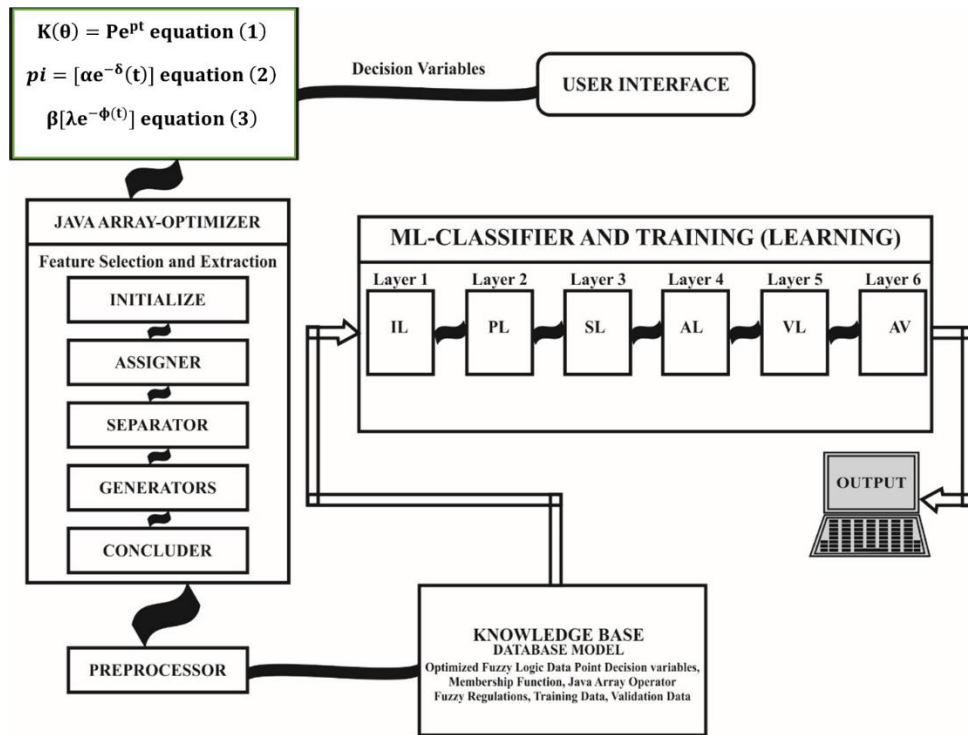 K(θ) = Pe^pt equation (1)
pi = [αe^−δ(t)] equation (2)
β[λe^−ϕ(t)] equation (3)
Decision Variables
USER INTERFACE
JAVA ARRAY-OPTIMIZER
Feature Selection and Extraction
INITIALIZE
ASSIGNER
SEPARATOR
GENERATORS
CONCLUDER
PREPROCESSOR
ML-CLASSIFIER AND TRAINING (LEARNING)
Layer 1 Layer 2 Layer 3 Layer 4 Layer 5 Layer 6
IL PL SL AL VL AV
OUTPUT
KNOWLEDGE BASE
DATABASE MODEL
Optimized Fuzzy Logic Data Point Decision variables,
Membership Function, Java Array Operator
Fuzzy Regulations, Training Data, Validation Data